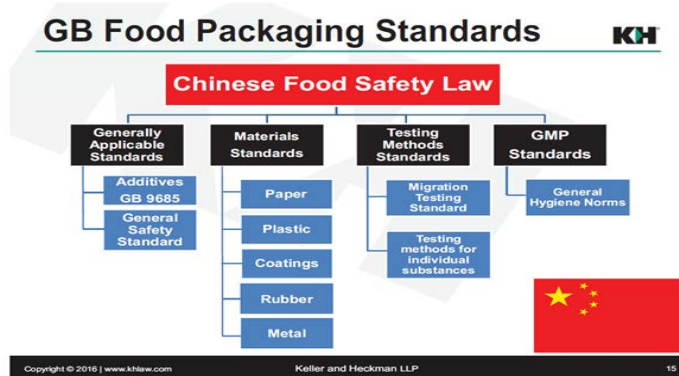 GB Food Packaging Standards
KH
Chinese Food Safety Law
Generally
Applicable
Standards
Additives
GB 9685
General
Safety
Standard
Materials
Standards
Paper
Plastic
Coatings
Rubber
Metal
Testing
Methods
Standards
Migration
Testing
Standard
Testing
methods for
individual
substances
GMP
Standards
General
Hygiene Norms
Copyright © 2016 | www.khlaw.com
Keller and Heckman LLP
15